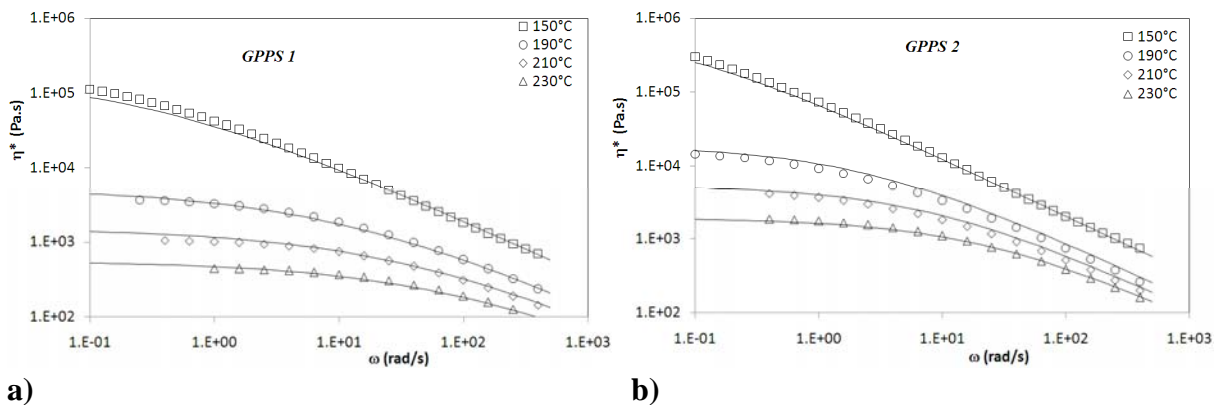 1.E+06
1.E+05
1.E+04
1.E+03
1.E+02
η* (Pa.s)
GPPS 1
150°C
190°C
210°C
230°C
1.E-01
1.E+00
1.E+01
1.E+02
1.E+03
ω (rad/s)
a)
1.E+06
1.E+05
1.E+04
1.E+03
1.E+02
η* (Pa.s)
GPPS 2
150°C
190°C
210°C
230°C
1.E-01
1.E+00
1.E+01
1.E+02
1.E+03
ω (rad/s)
b)